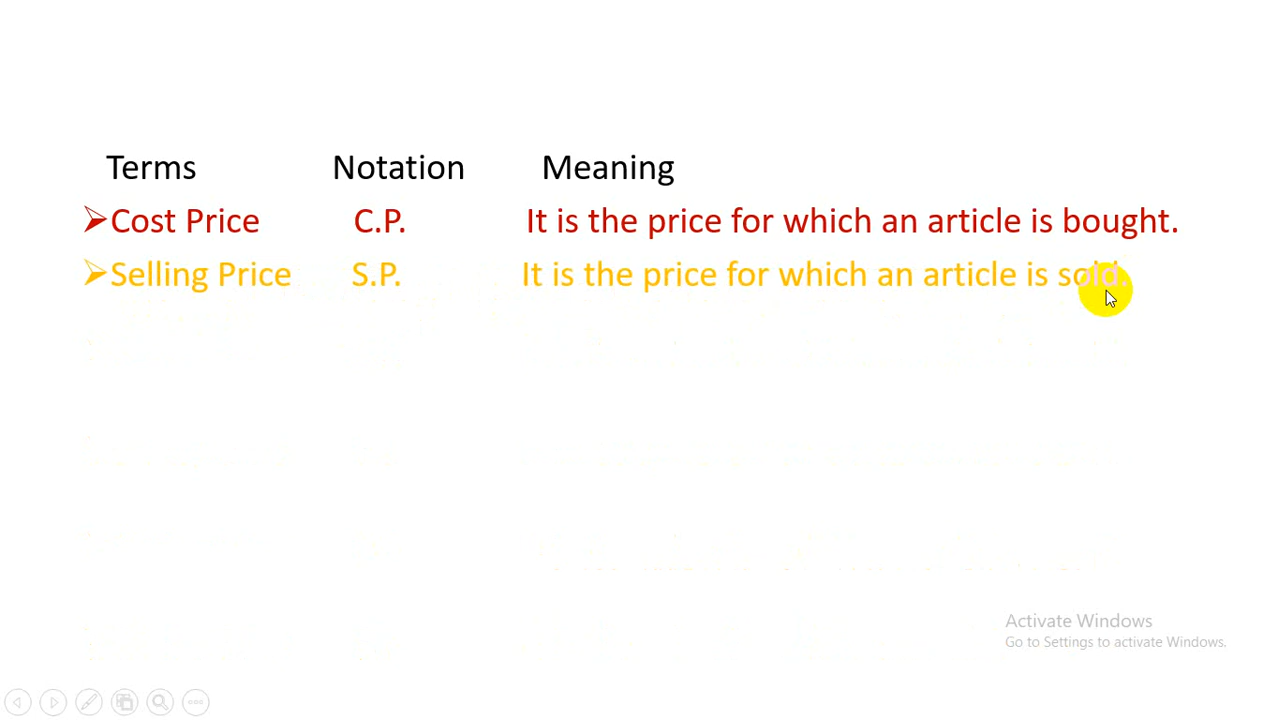 Terms Notation Meaning
Cost Price C.P. It is the price for which an article is bought.
Selling Price S.P. It is the price for which an article is sold.
Activate Windows
Go to Settings to activate Windows.